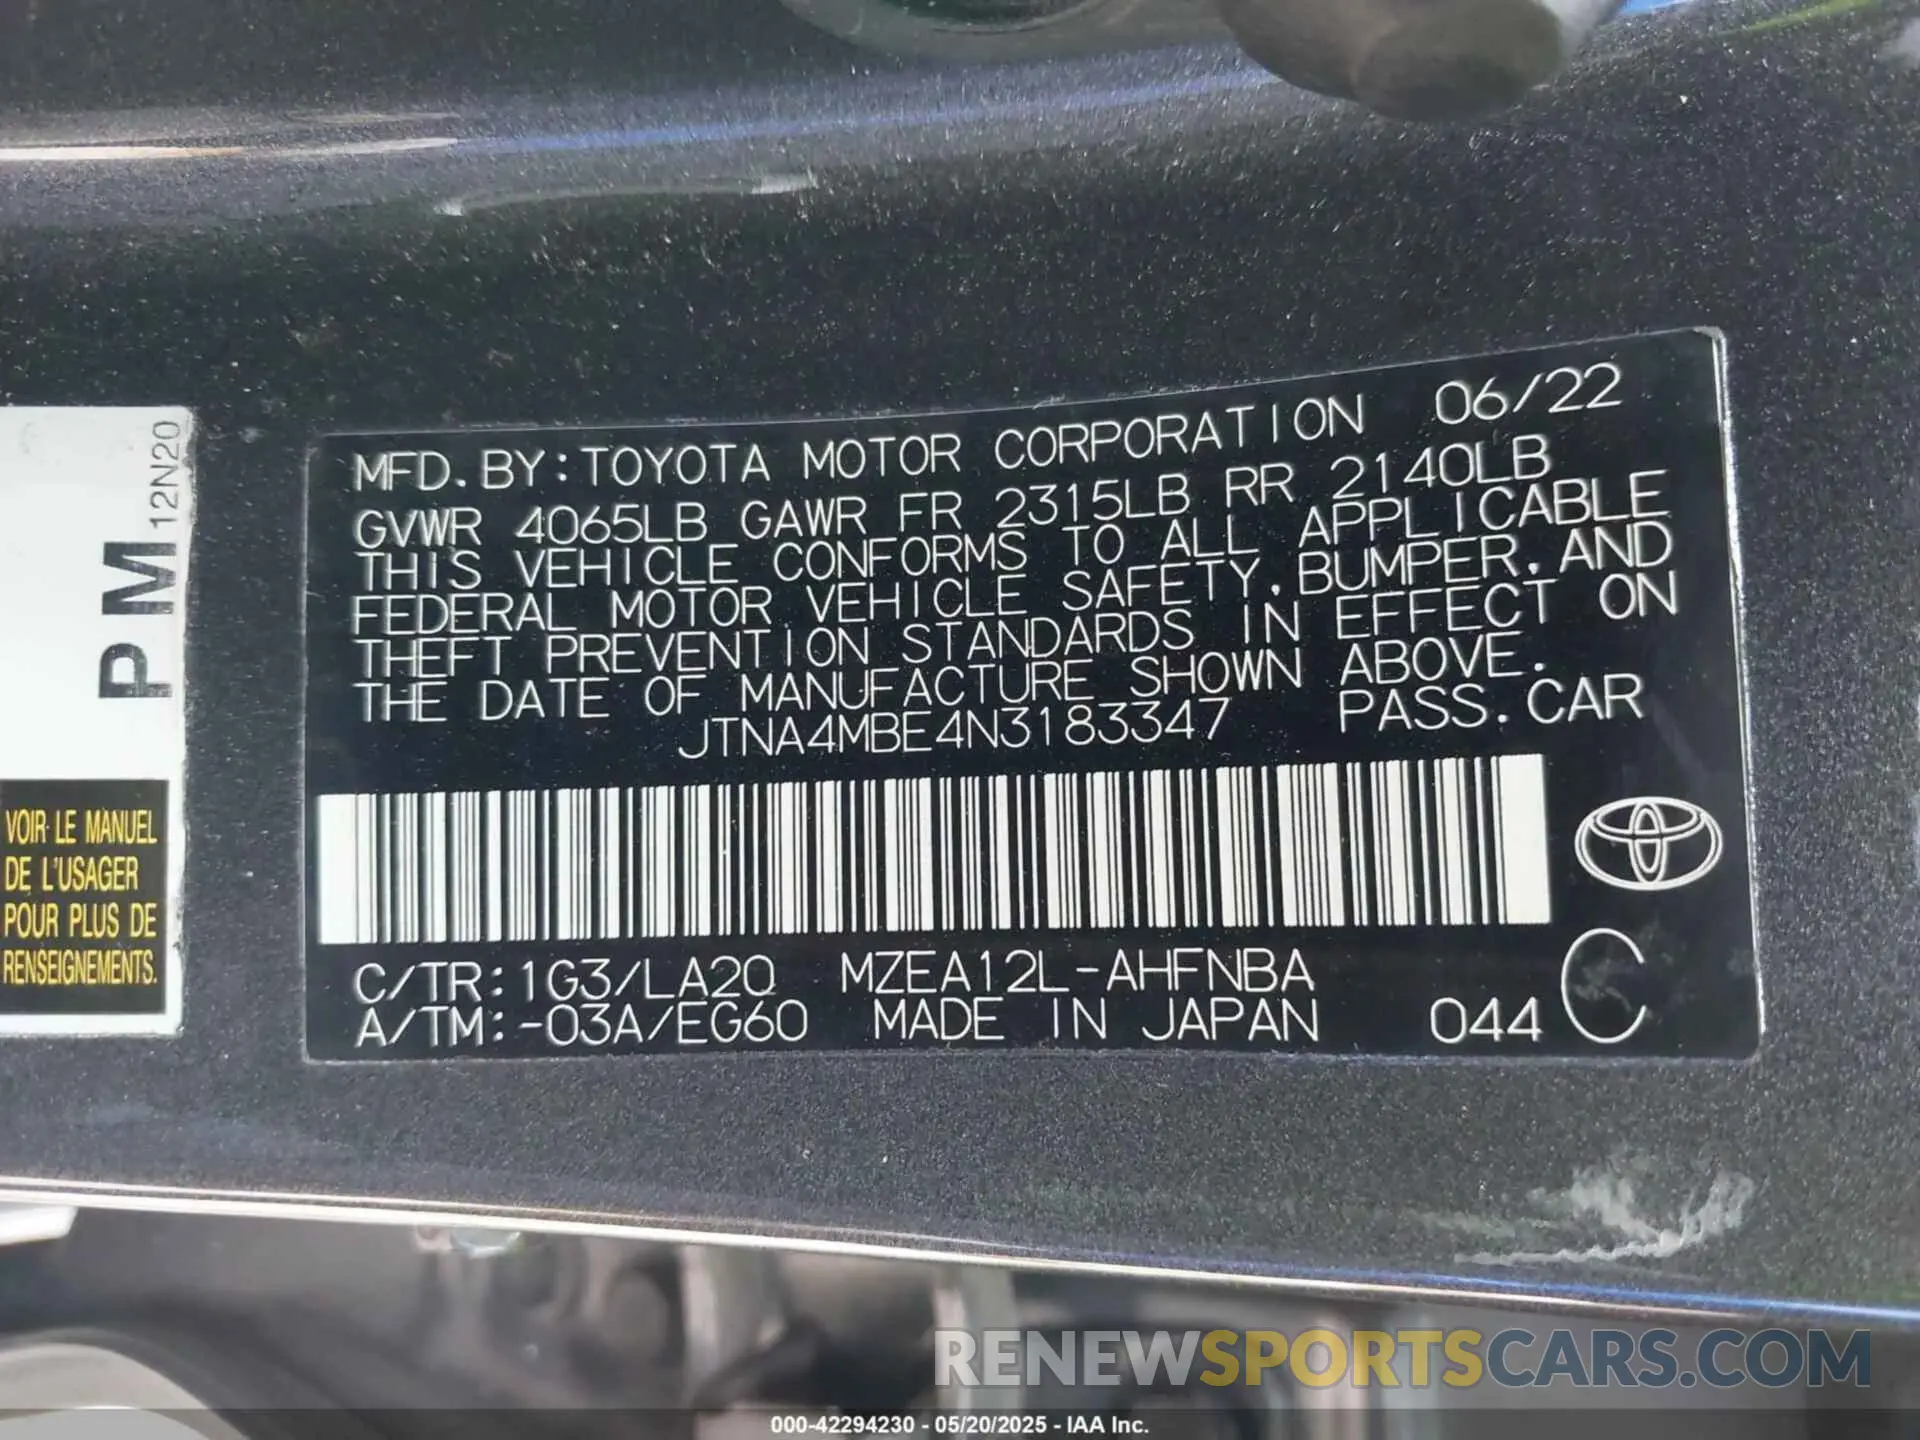 MFD. BY: TOYOTA MOTOR CORPORATION 06/22
GVWR 4065LB GAWR FR 2315LB RR 2140LB
THIS VEHICLE CONFORMS TO ALL APPLICABLE
FEDERAL MOTOR VEHICLE SAFETY, BUMPER, AND
THEFT PREVENTION STANDARDS IN EFFECT ON
THE DATE OF MANUFACTURE SHOWN ABOVE.
JTNA4MBE4N3183347 PASS. CAR
C/TR: 1G3/LA20 MZEA12L-AHFNBA
A/TM: -03A/EG60 MADE IN JAPAN 044 C
PM 12N20
VOIR LE MANUEL
DE L'USAGER
POUR PLUS DE
RENSEIGNEMENTS.
RENEWSPORTSCARS.COM
000-42294230 - 05/20/2025 - IAA Inc.